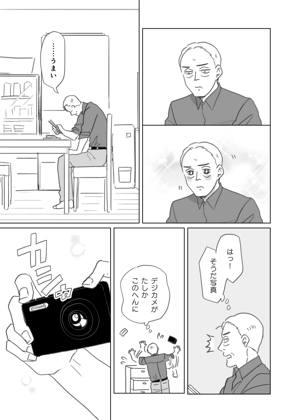 ……うまい
はっ！
そうだ写真
デジカメが
たしか
このへんに
カシャ